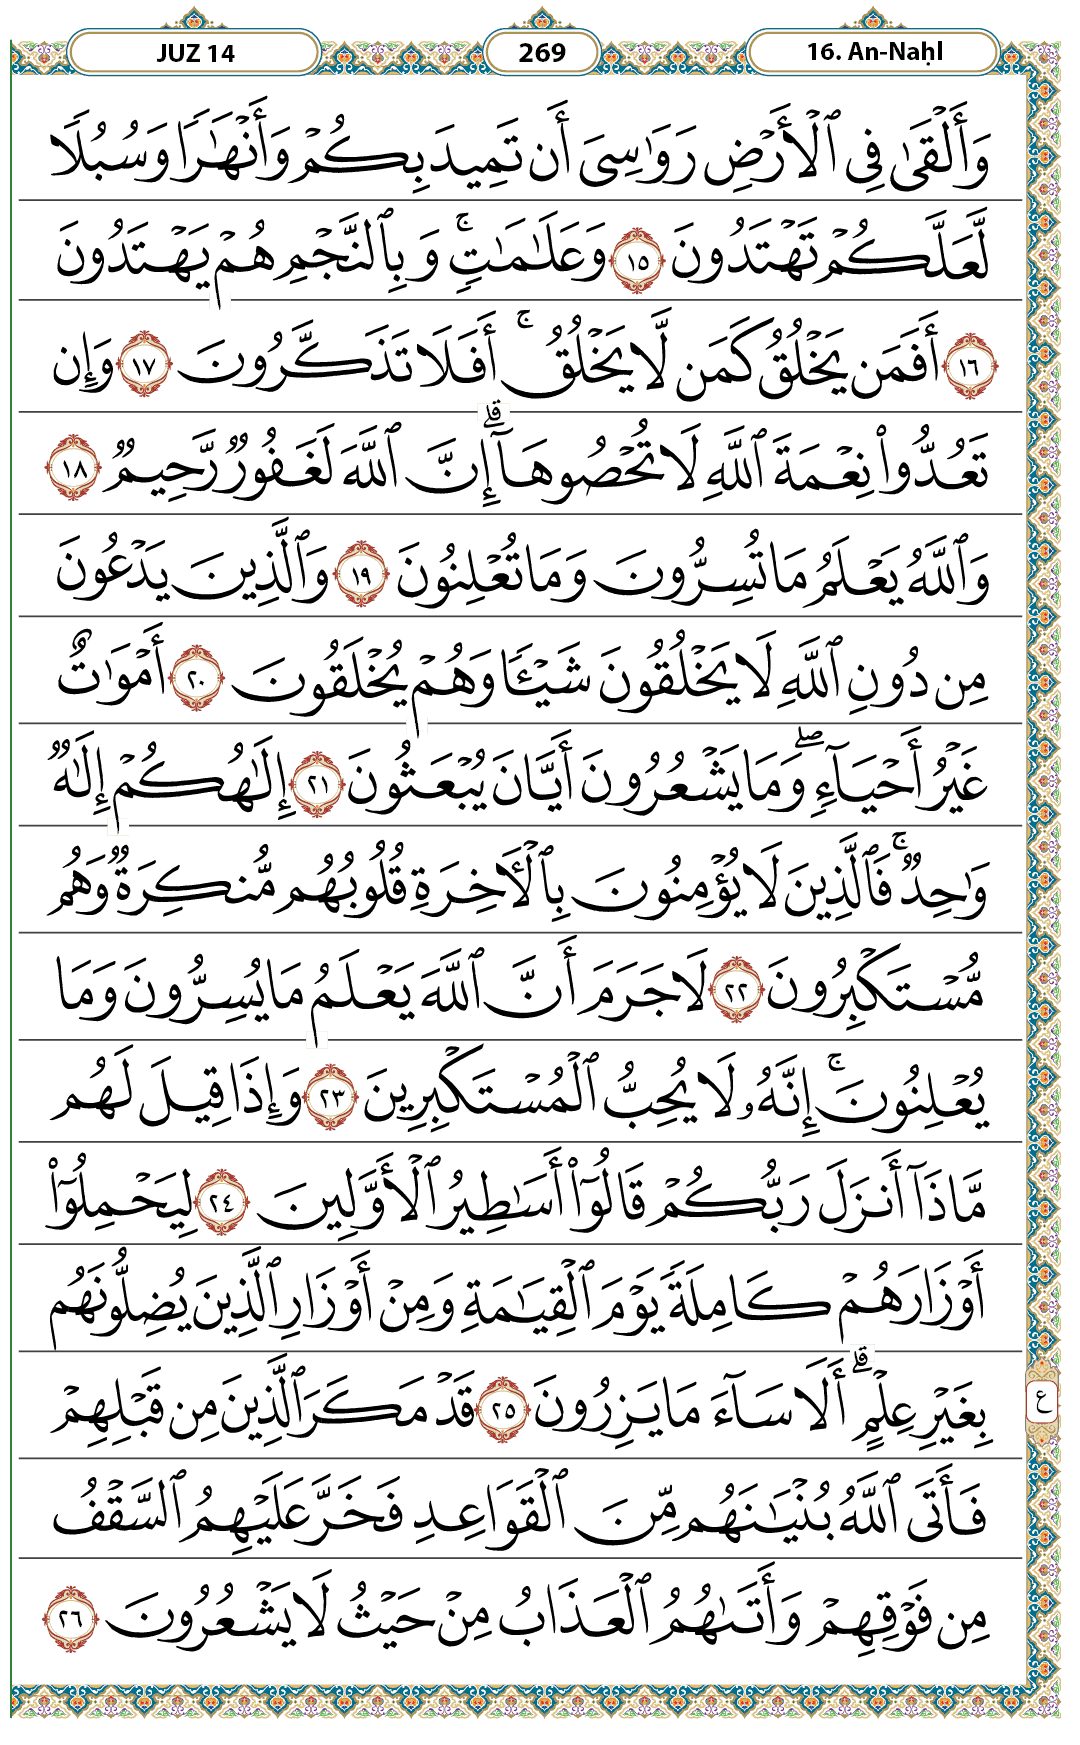 JUZ 14 269 16. An-Naḥl
وَأَلْقَىٰ فِى ٱلْأَرْضِ رَوَٰسِىَ أَن تَمِيدَ بِكُمْ وَأَنْهَٰرًا وَسُبُلًا
لَّعَلَّكُمْ تَهْتَدُونَ ١٥ وَعَلَٰمَٰتٍ ۚ وَبِٱلنَّجْمِ هُمْ يَهْتَدُونَ
١٦ أَفَمَن يَخْلُقُ كَمَن لَّا يَخْلُقُ ۚ أَفَلَا تَذَكَّرُونَ ١٧ وَإِن
تَعُدُّوا۟ نِعْمَةَ ٱللَّهِ لَا تُحْصُوهَآ ۗ إِنَّ ٱللَّهَ لَغَفُورٌ رَّحِيمٌ ١٨
وَٱللَّهُ يَعْلَمُ مَا تُسِرُّونَ وَمَا تُعْلِنُونَ ١٩ وَٱلَّذِينَ يَدْعُونَ
مِن دُونِ ٱللَّهِ لَا يَخْلُقُونَ شَيْـًٔا وَهُمْ يُخْلَقُونَ ٢٠ أَمْوَٰتٌ
غَيْرُ أَحْيَآءٍ ۖ وَمَا يَشْعُرُونَ أَيَّانَ يُبْعَثُونَ ٢١ إِلَٰهُكُمْ إِلَٰهٌ
وَٰحِدٌ ۚ فَٱلَّذِينَ لَا يُؤْمِنُونَ بِٱلْـَٔاخِرَةِ قُلُوبُهُم مُّنكِرَةٌ وَهُم
مُّسْتَكْبِرُونَ ٢٢ لَا جَرَمَ أَنَّ ٱللَّهَ يَعْلَمُ مَا يُسِرُّونَ وَمَا
يُعْلِنُونَ ۚ إِنَّهُۥ لَا يُحِبُّ ٱلْمُسْتَكْبِرِينَ ٢٣ وَإِذَا قِيلَ لَهُم
مَّاذَآ أَنزَلَ رَبُّكُمْ قَالُوٓا۟ أَسَٰطِيرُ ٱلْأَوَّلِينَ ٢٤ لِيَحْمِلُوٓا۟
أَوْزَارَهُمْ كَامِلَةً يَوْمَ ٱلْقِيَٰمَةِ وَمِنْ أَوْزَارِ ٱلَّذِينَ يُضِلُّونَهُم
بِغَيْرِ عِلْمٍ ۗ أَلَا سَآءَ مَا يَزِرُونَ ٢٥ قَدْ مَكَرَ ٱلَّذِينَ مِن قَبْلِهِمْ
ع
فَأَتَى ٱللَّهُ بُنْيَٰنَهُم مِّنَ ٱلْقَوَاعِدِ فَخَرَّ عَلَيْهِمُ ٱلسَّقْفُ
مِن فَوْقِهِمْ وَأَتَىٰهُمُ ٱلْعَذَابُ مِنْ حَيْثُ لَا يَشْعُرُونَ ٢٦